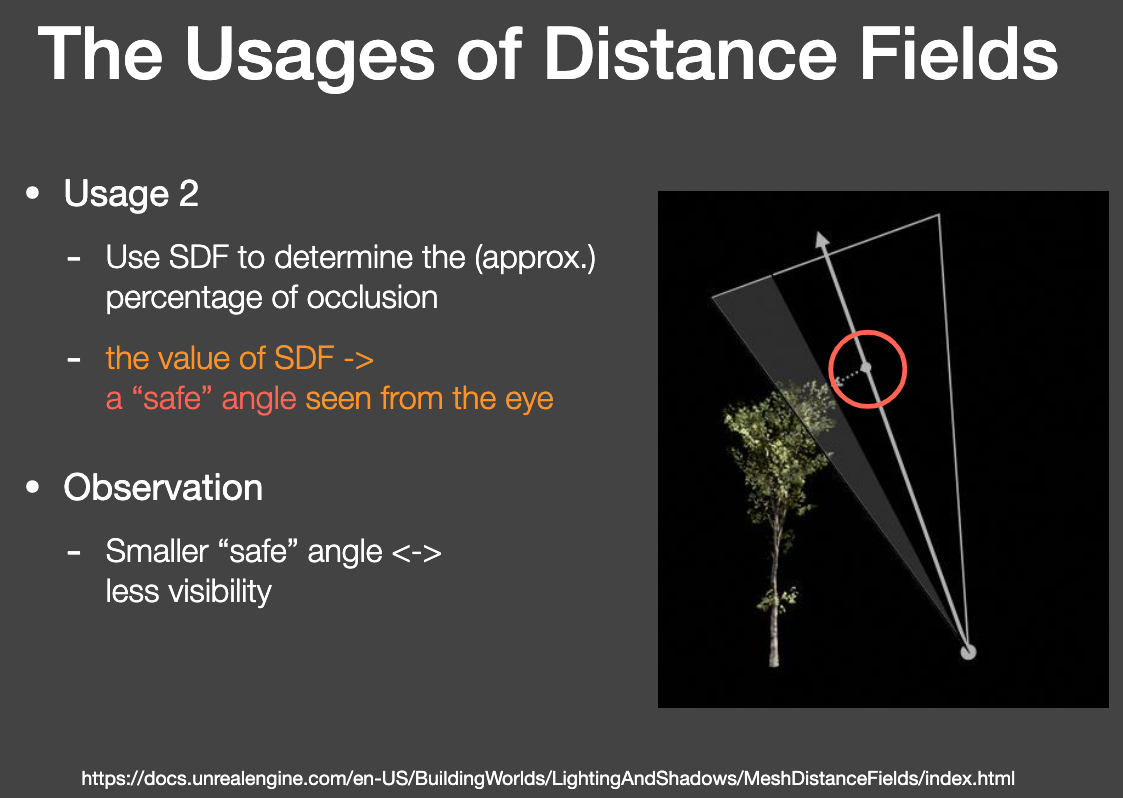 The Usages of Distance Fields
• Usage 2
- Use SDF to determine the (approx.)
percentage of occlusion
- the value of SDF ->
a “safe” angle seen from the eye
• Observation
- Smaller “safe” angle <->
less visibility
https://docs.unrealengine.com/en-US/BuildingWorlds/LightingAndShadows/MeshDistanceFields/index.html